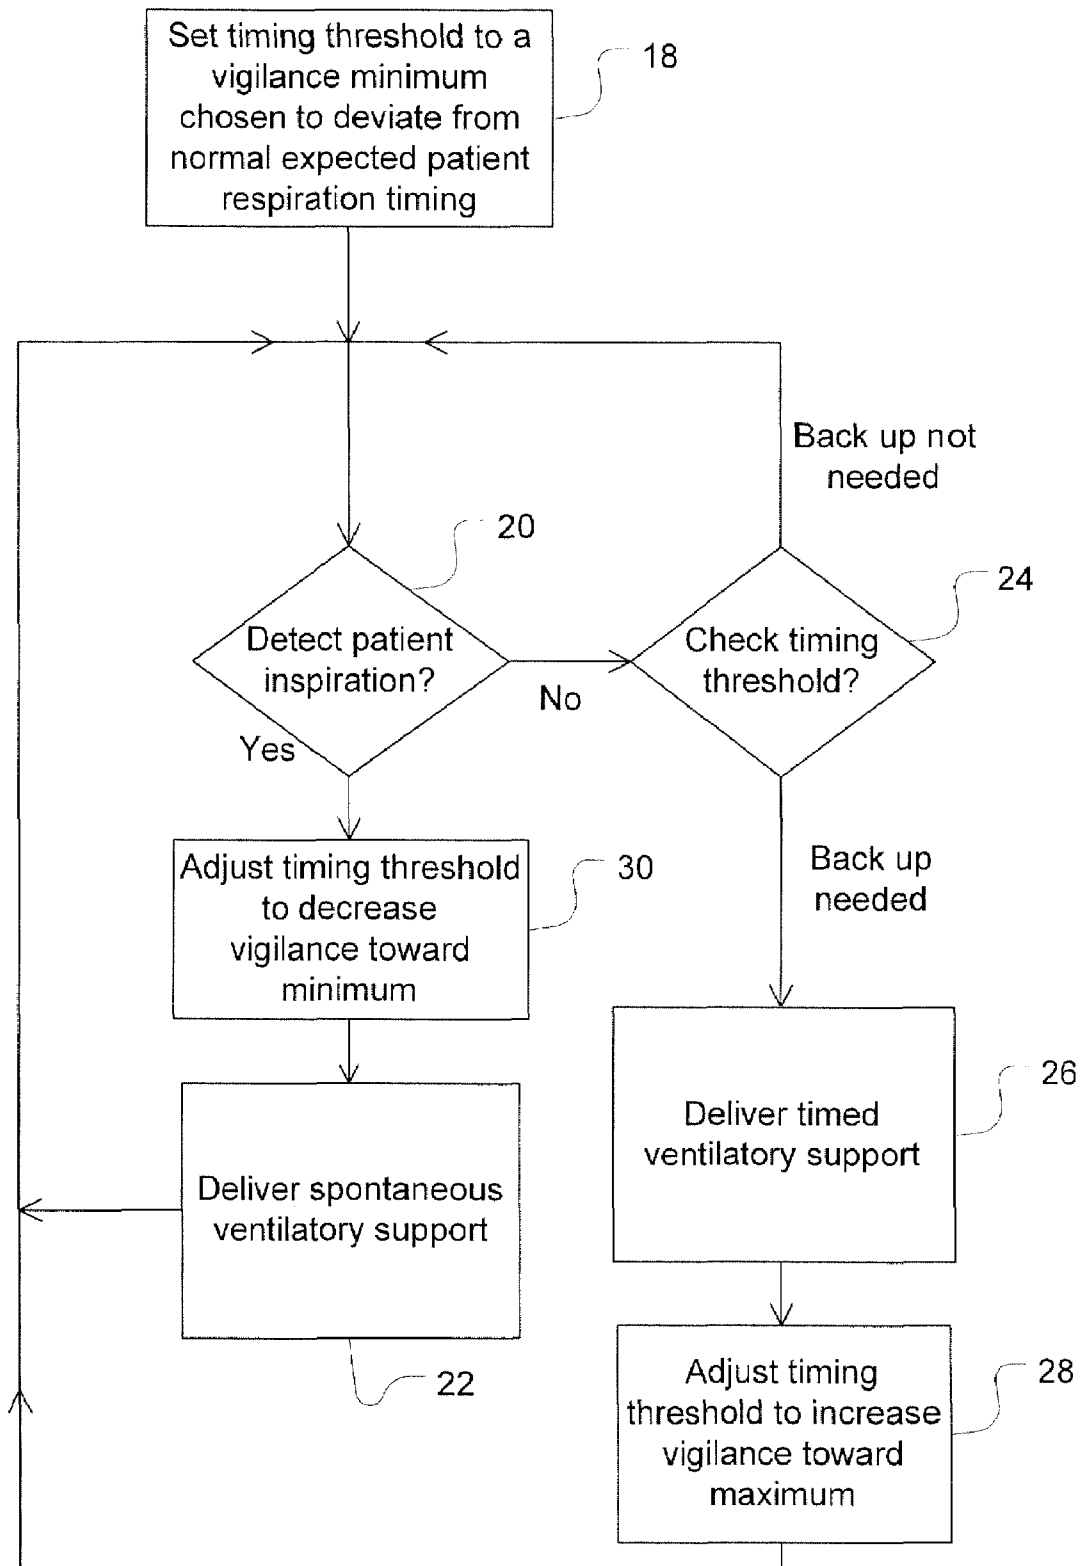 Set timing threshold to a
vigilance minimum
chosen to deviate from
normal expected patient
respiration timing
18
Back up not
needed
20
24
Detect patient
inspiration?
Check timing
threshold?
No
Yes
Adjust timing threshold
to decrease
vigilance toward
minimum
30
Back up
needed
Deliver spontaneous
ventilatory support
22
Deliver timed
ventilatory support
26
Adjust timing
threshold to increase
vigilance toward
maximum
28